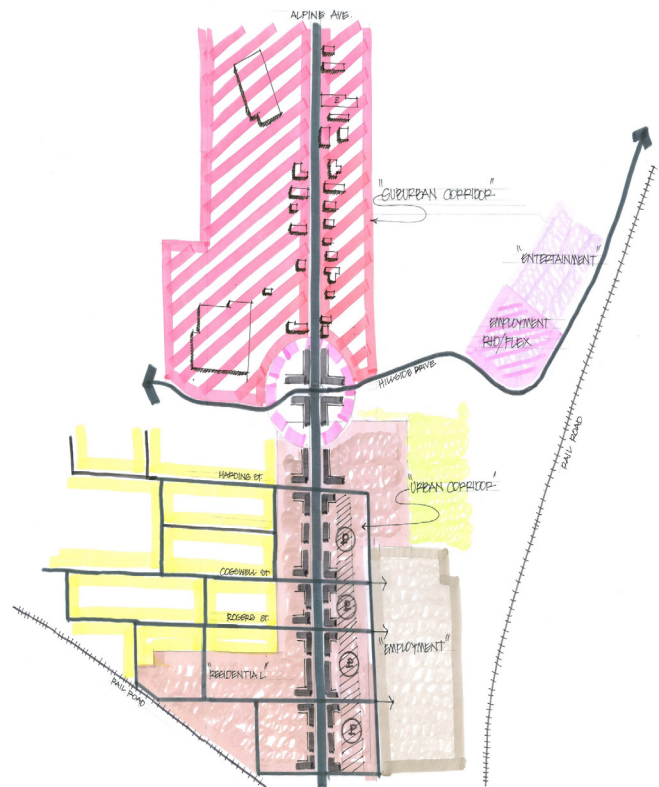 ALPINE AVE.
"SUBURBAN CORRIDOR"
"ENTERTAINMENT"
EMPLOYMENT
RHD/FLEX
HILLSIDE DRIVE
RAIL ROAD
HARDING ST.
"URBAN CORRIDOR"
COGSWELL ST.
ROGERS ST.
"EMPLOYMENT"
"RESIDENTIAL"
RAIL ROAD